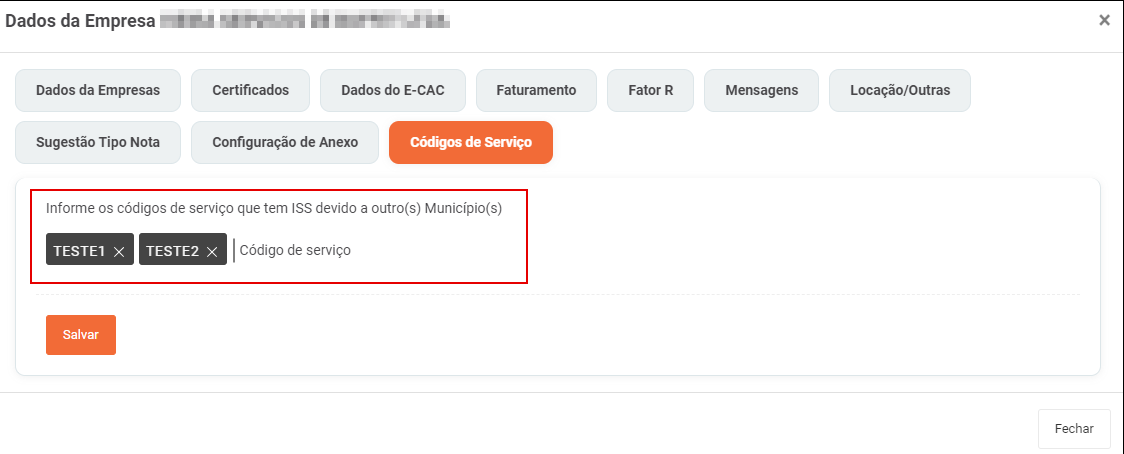 Dados da Empresa
×
Dados da Empresas
Certificados
Dados do E-CAC
Faturamento
Fator R
Mensagens
Locação/Outras
Sugestão Tipo Nota
Configuração de Anexo
Códigos de Serviço
Informe os códigos de serviço que tem ISS devido a outro(s) Município(s)
TESTE1 × TESTE2 × Código de serviço
Salvar
Fechar